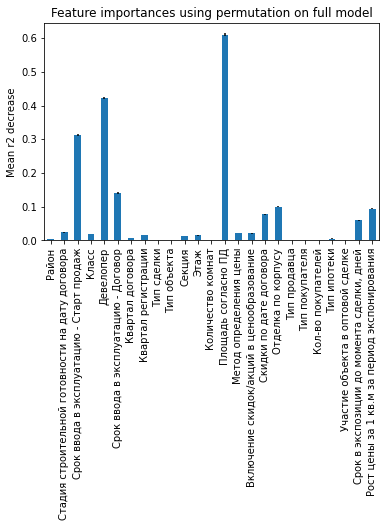 Feature importances using permutation on full model
Mean r2 decrease
0.6
0.5
0.4
0.3
0.2
0.1
0.0
Район
Стадия строительной готовности на дату договора
Срок ввода в эксплуатацию - Старт продаж
Класс
Девелопер
Срок ввода в эксплуатацию - Договор
Квартал договора
Квартал регистрации
Тип сделки
Тип объекта
Секция
Этаж
Количество комнат
Площадь согласно ПД
Метод определения цены
Включение скидок/акций в ценообразование
Скидки по дате договора
Отделка по корпусу
Тип продавца
Тип покупателя
Кол-во покупателей
Тип ипотеки
Участие объекта в оптовой сделке
Срок в экспозиции до момента сделки, дней
Рост цены за 1 кв.м за период экспонирования